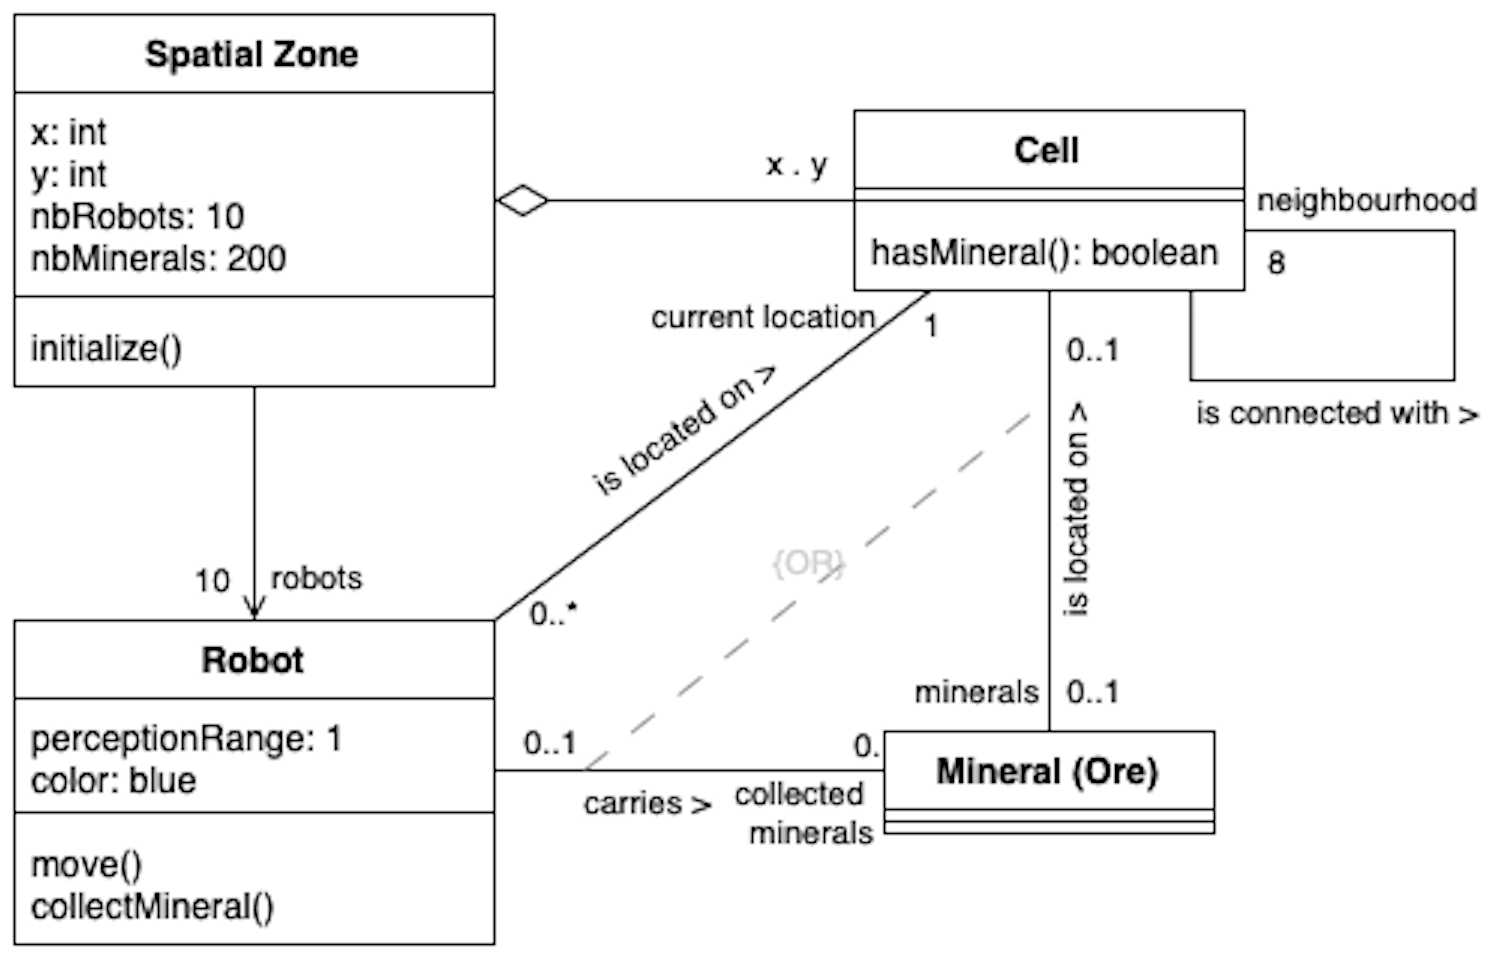 Spatial Zone
x: int
y: int
nbRobots: 10
nbMinerals: 200
initialize()
x . y
Cell
hasMineral(): boolean
neighbourhood
8
is connected with >
current location
1
is located on >
0..*
0..1
is located on >
minerals
0..1
{OR}
10
robots
Robot
perceptionRange: 1
color: blue
move()
collectMineral()
0..1
0.
carries >
collected
minerals
Mineral (Ore)